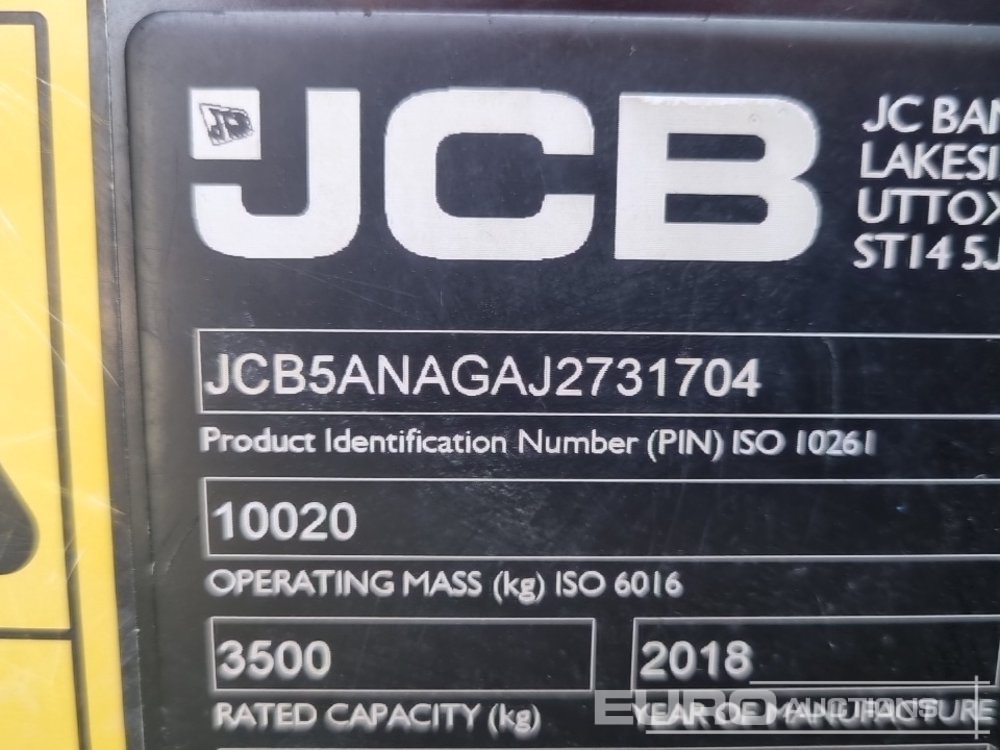 JCB
JCB
JC BAN
LAKESI
UTTOX
ST14 5J
JCB5ANAGAJ2731704
Product Identification Number (PIN) ISO 10261
10020
OPERATING MASS (kg) ISO 6016
3500
2018
RATED CAPACITY (kg)
YEAR OF MANUFACTURE
EURO AUCTIONS